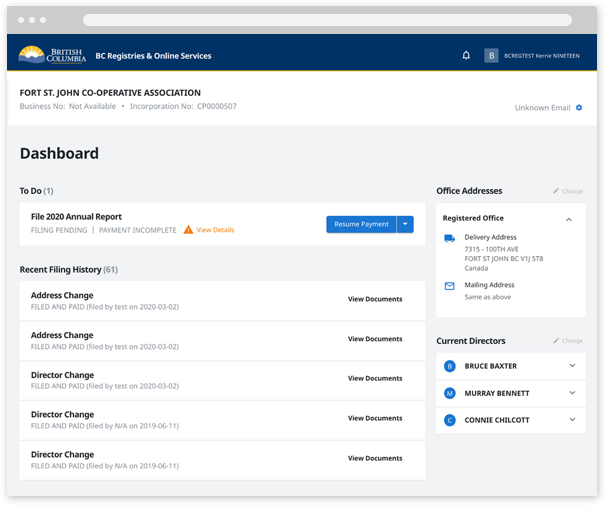 BRITISH
COLUMBIA
BC Registries & Online Services
B
BCREGTEST Kerrie NINETEEN
FORT ST. JOHN CO-OPERATIVE ASSOCIATION
Business No: Not Available • Incorporation No: CP0000507
Unknown Email
Dashboard
To Do (1)
File 2020 Annual Report
FILING PENDING | PAYMENT INCOMPLETE View Details
Resume Payment
Recent Filing History (61)
Address Change
FILED AND PAID (filed by test on 2020-03-02)
View Documents
Address Change
FILED AND PAID (filed by test on 2020-03-02)
View Documents
Director Change
FILED AND PAID (filed by test on 2020-03-02)
View Documents
Director Change
FILED AND PAID (filed by N/A on 2019-06-11)
View Documents
Director Change
FILED AND PAID (filed by N/A on 2019-06-11)
View Documents
Office Addresses
Change
Registered Office
Delivery Address
7315 - 100TH AVE
FORT ST JOHN BC V1J 5T8
Canada
Mailing Address
Same as above
Current Directors
Change
B BRUCE BAXTER
M MURRAY BENNETT
C CONNIE CHILCOTT